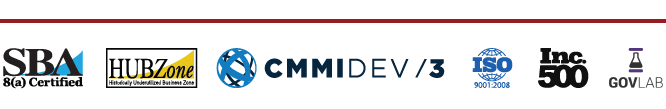 SBA
8(a) Certified
HUBZone
Historically Underutilized Business Zone
CMMIDEV/3
ISO
9001:2008
Inc.
500
GOVLAB